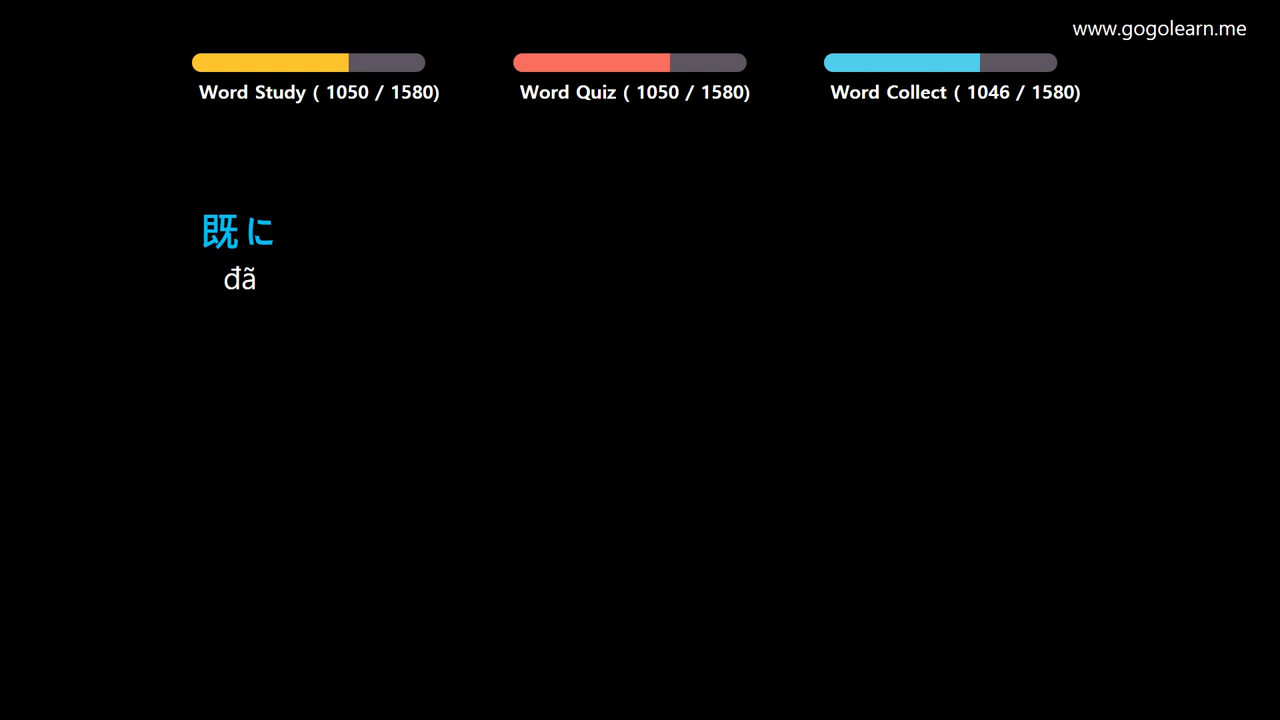 www.gogolearn.me
Word Study ( 1050 / 1580)
Word Quiz ( 1050 / 1580)
Word Collect ( 1046 / 1580)
既に
đã